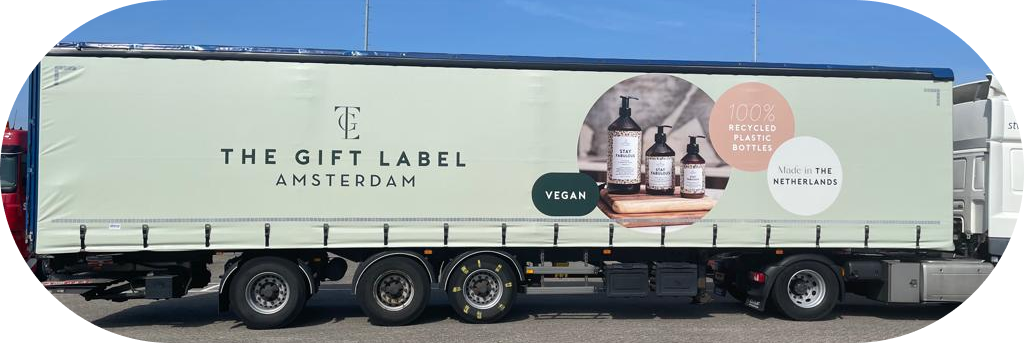 TGL
THE GIFT LABEL
AMSTERDAM
VEGAN
STAY
FABULOUS
STAY
FABULOUS
STAY
FABULOUS
100%
RECYCLED
PLASTIC
BOTTLES
Made in THE
NETHERLANDS